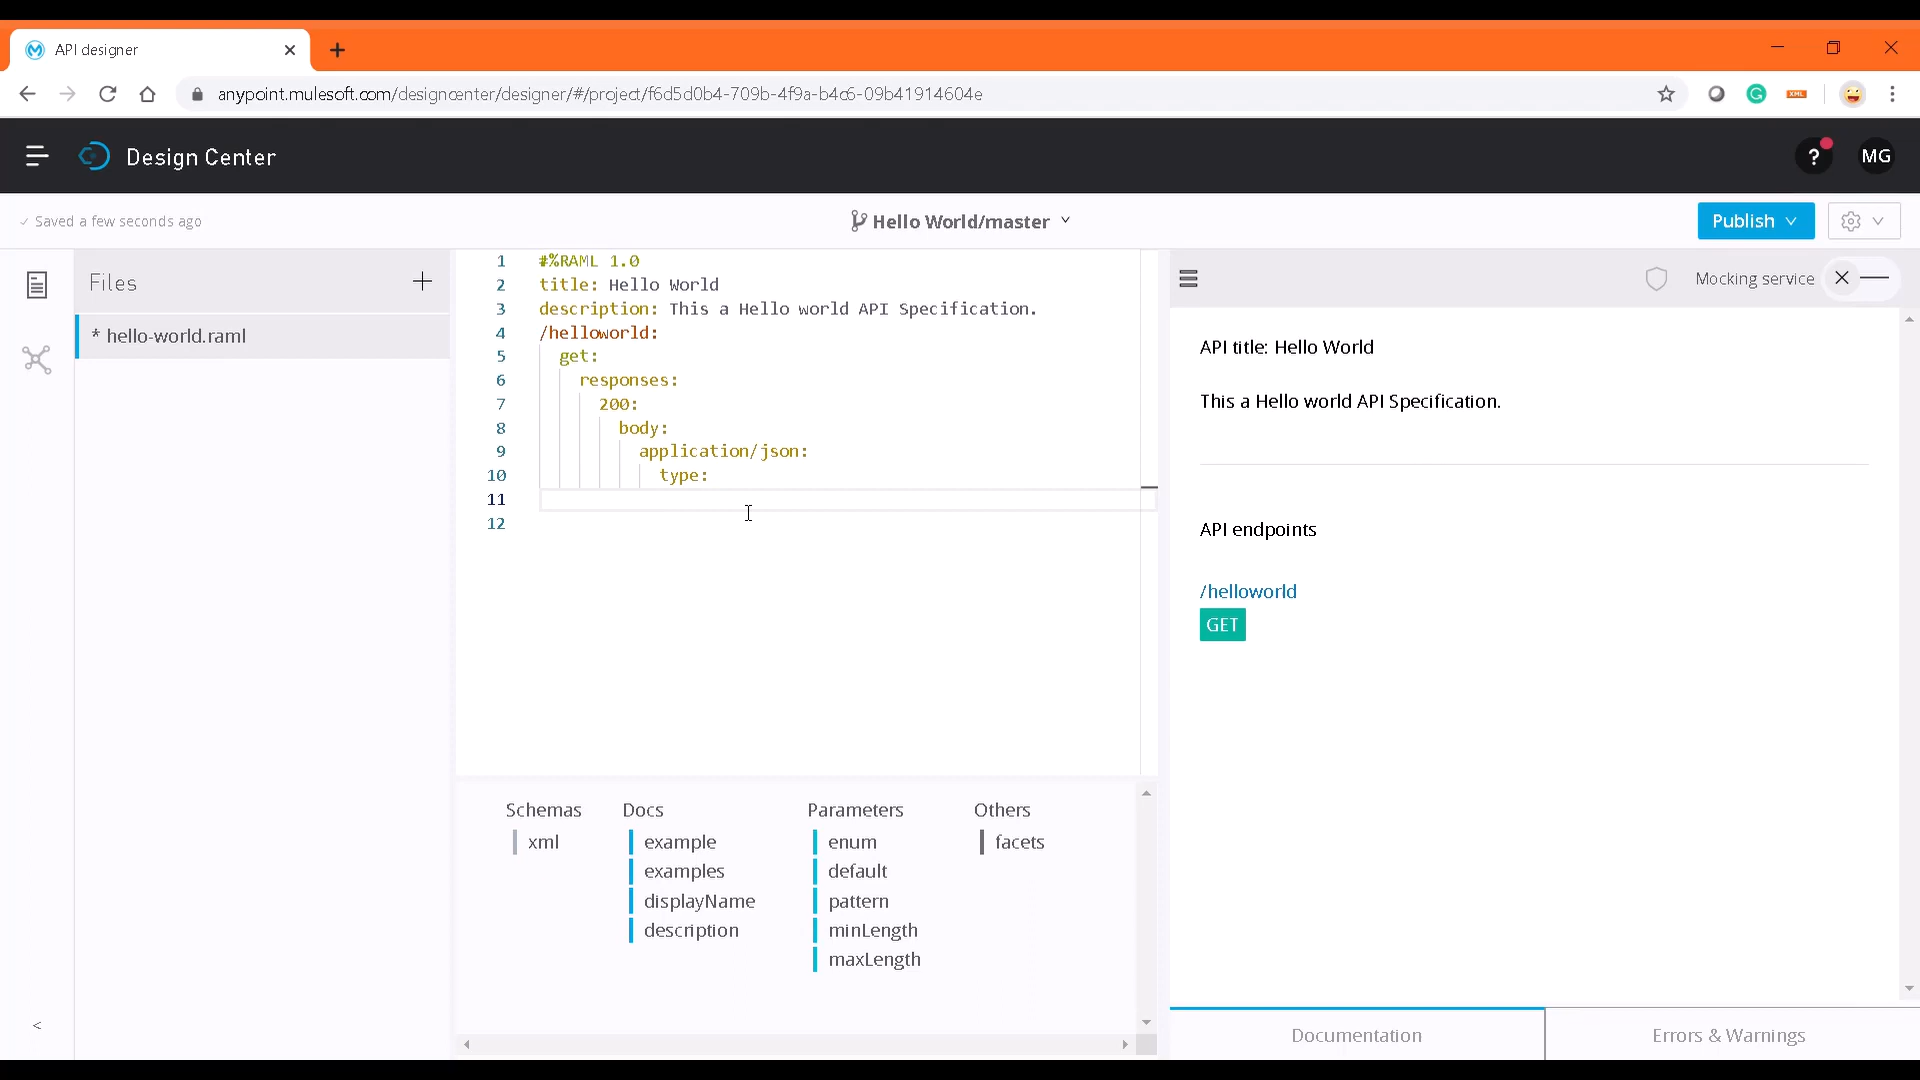 API designer
anypoint.mulesoft.com/designcenter/designer/#/project/f6d5d0b4-709b-4f9a-b4c6-09b41914604e
XML
Design Center
?
MG
Saved a few seconds ago
Hello World/master
Publish
Files
* hello-world.raml
1 #%RAML 1.0
2 title: Hello World
3 description: This a Hello world API Specification.
4 /helloworld:
5 get:
6 responses:
7 200:
8 body:
9 application/json:
10 type:
11
12
Schemas
xml
Docs
example
examples
displayName
description
Parameters
enum
default
pattern
minLength
maxLength
Others
facets
Mocking service
API title: Hello World
This a Hello world API Specification.
API endpoints
/helloworld
GET
Documentation
Errors & Warnings